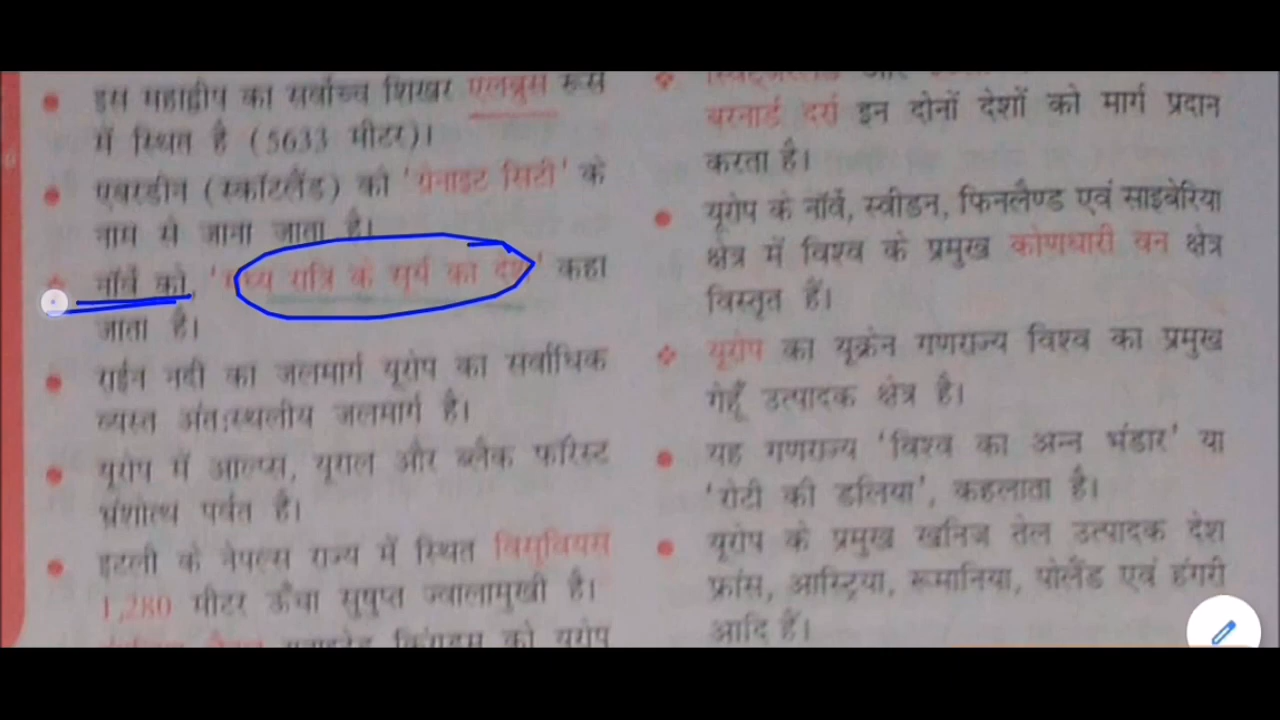 इस महाद्वीप का सर्वोच्च शिखर एलब्रुस रूस
में स्थित है (5633 मीटर)।
एबरडीन (स्कॉटलैंड) को 'ग्रेनाइट सिटी' के
नाम से जाना जाता है।
नॉर्वे को, 'मध्य रात्रि के सूर्य का देश' कहा
जाता है।
राईन नदी का जलमार्ग यूरोप का सर्वाधिक
व्यस्त अंतःस्थलीय जलमार्ग है।
यूरोप में आल्प्स, यूराल और ब्लैक फॉरेस्ट
भ्रंशोत्थ पर्वत है।
इटली के नेपल्स राज्य में स्थित विसूवियस
1,280 मीटर ऊँचा सुषुप्त ज्वालामुखी है।
को यूरोप
स्विट्जरलैंड और
बरनार्ड दर्रा इन दोनों देशों को मार्ग प्रदान
करता है।
यूरोप के नॉर्वे, स्वीडन, फिनलैण्ड एवं साइबेरिया
क्षेत्र में विश्व के प्रमुख कोणधारी वन क्षेत्र
विस्तृत हैं।
यूरोप का यूक्रेन गणराज्य विश्व का प्रमुख
गेहूँ उत्पादक क्षेत्र है।
यह गणराज्य 'विश्व का अन्न भंडार' या
'रोटी की डलिया', कहलाता है।
यूरोप के प्रमुख खनिज तेल उत्पादक देश
फ्रांस, आस्ट्रिया, रूमानिया, पोलैंड एवं हंगरी
आदि हैं।